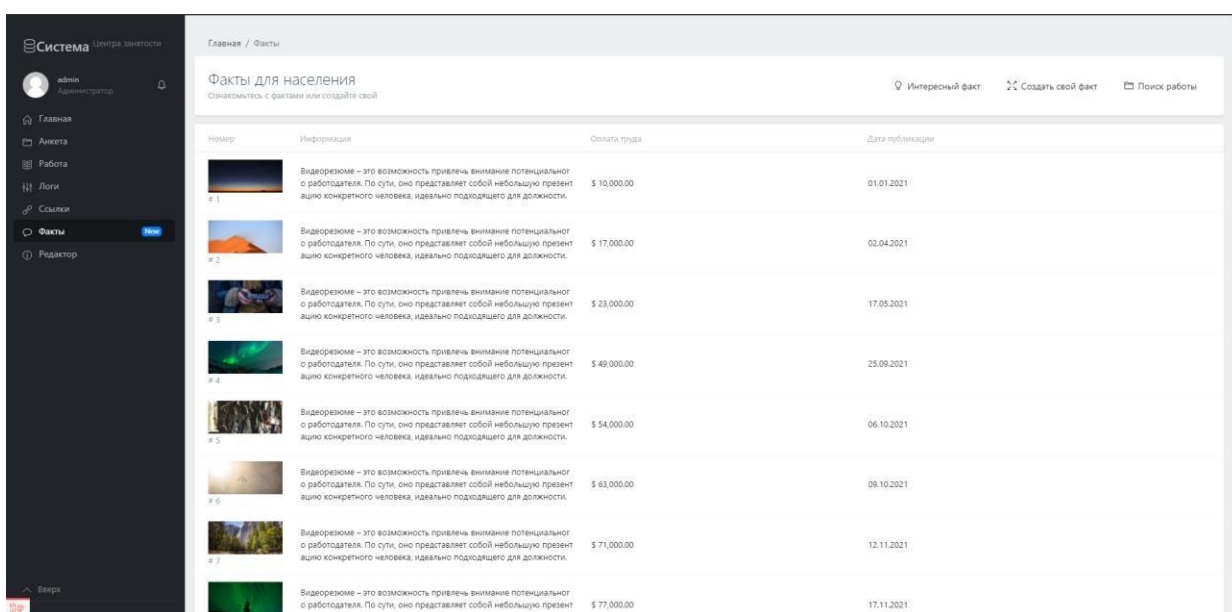 Система Центра занятости
admin
Администратор
Главная
Анкета
Работа
Логи
Ссылки
Факты New
Редактор
Вверх
Главная / Факты
Факты для населения
Ознакомьтесь с фактами или создайте свой
Интересный факт Создать свой факт Поиск работы
Номер Информация Оплата труда Дата публикации
Видеорезюме – это возможность привлечь внимание потенциальног
о работодателя. По сути, оно представляет собой небольшую презент $ 10,000.00 01.01.2021
ацию конкретного человека, идеально подходящего для должности.
# 1
Видеорезюме – это возможность привлечь внимание потенциальног
о работодателя. По сути, оно представляет собой небольшую презент $ 17,000.00 02.04.2021
ацию конкретного человека, идеально подходящего для должности.
# 2
Видеорезюме – это возможность привлечь внимание потенциальног
о работодателя. По сути, оно представляет собой небольшую презент $ 23,000.00 17.05.2021
ацию конкретного человека, идеально подходящего для должности.
# 3
Видеорезюме – это возможность привлечь внимание потенциальног
о работодателя. По сути, оно представляет собой небольшую презент $ 49,000.00 25.09.2021
ацию конкретного человека, идеально подходящего для должности.
# 4
Видеорезюме – это возможность привлечь внимание потенциальног
о работодателя. По сути, оно представляет собой небольшую презент $ 54,000.00 06.10.2021
ацию конкретного человека, идеально подходящего для должности.
# 5
Видеорезюме – это возможность привлечь внимание потенциальног
о работодателя. По сути, оно представляет собой небольшую презент $ 63,000.00 09.10.2021
ацию конкретного человека, идеально подходящего для должности.
# 6
Видеорезюме – это возможность привлечь внимание потенциальног
о работодателя. По сути, оно представляет собой небольшую презент $ 71,000.00 12.11.2021
ацию конкретного человека, идеально подходящего для должности.
# 7
Видеорезюме – это возможность привлечь внимание потенциальног
о работодателя. По сути, оно представляет собой небольшую презент $ 77,000.00 17.11.2021